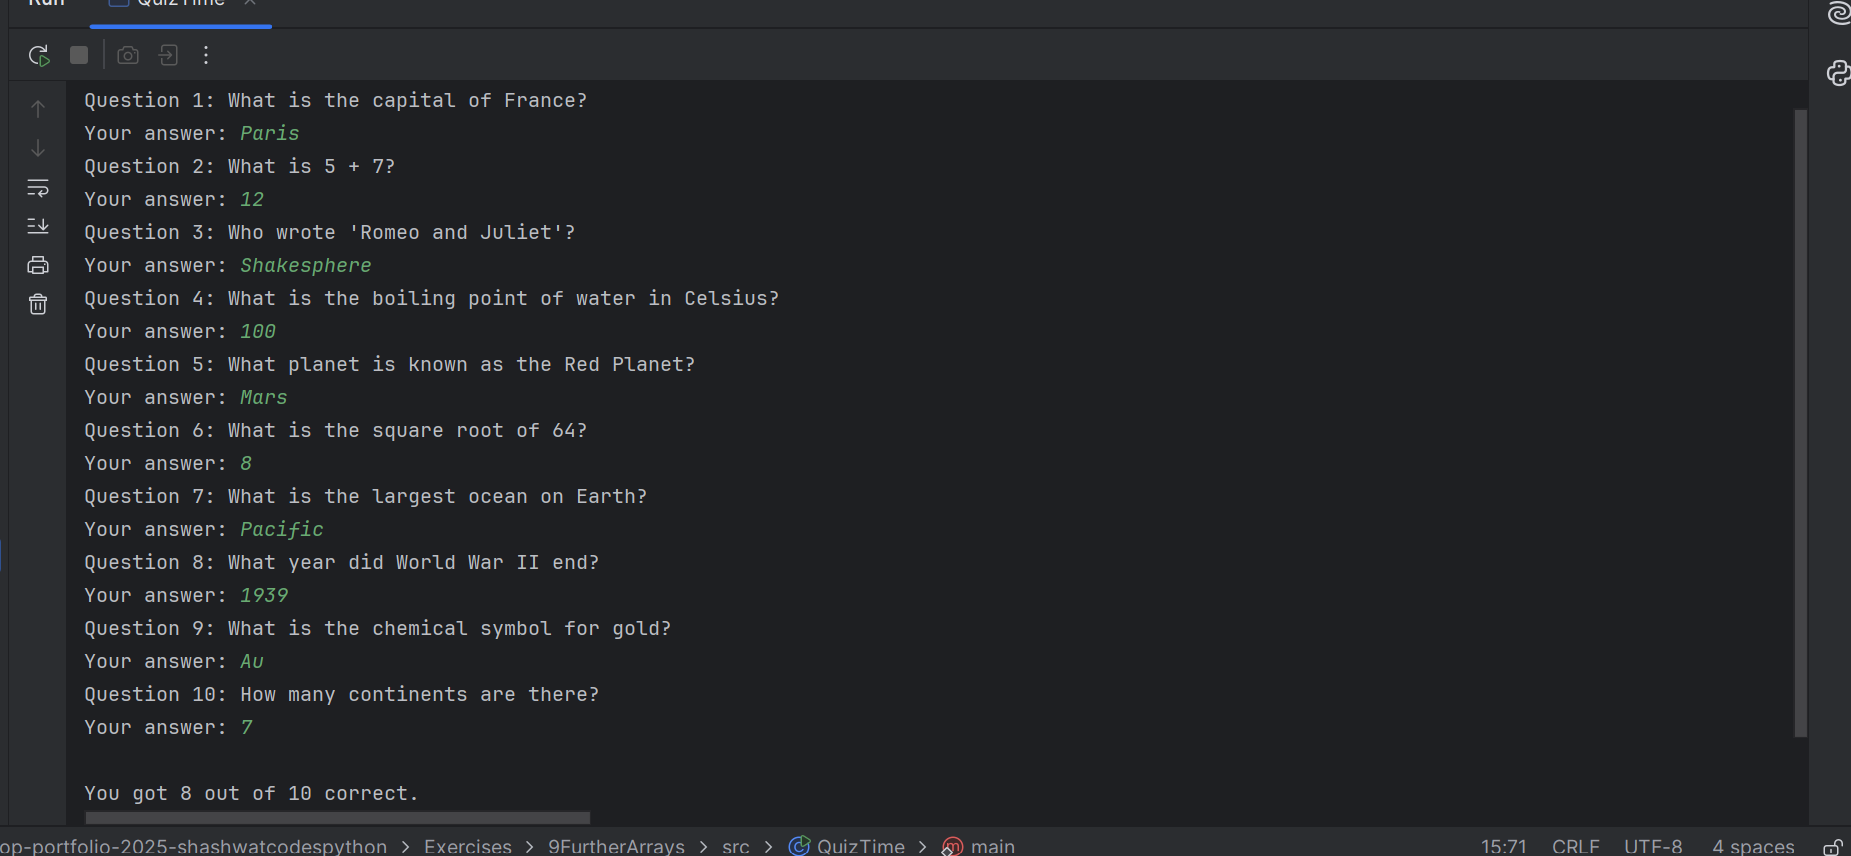 Run QuizTime
Question 1: What is the capital of France?
Your answer: Paris
Question 2: What is 5 + 7?
Your answer: 12
Question 3: Who wrote 'Romeo and Juliet'?
Your answer: Shakesphere
Question 4: What is the boiling point of water in Celsius?
Your answer: 100
Question 5: What planet is known as the Red Planet?
Your answer: Mars
Question 6: What is the square root of 64?
Your answer: 8
Question 7: What is the largest ocean on Earth?
Your answer: Pacific
Question 8: What year did World War II end?
Your answer: 1939
Question 9: What is the chemical symbol for gold?
Your answer: Au
Question 10: How many continents are there?
Your answer: 7
You got 8 out of 10 correct.
op-portfolio-2025-shashwatcodespython > Exercises > 9FurtherArrays > src > QuizTime > main 15:71 CRLF UTF-8 4 spaces